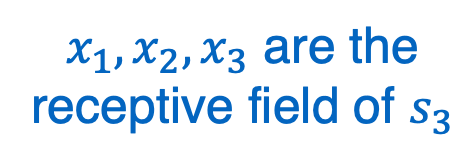 x₁, x₂, x₃ are the
receptive field of s₃